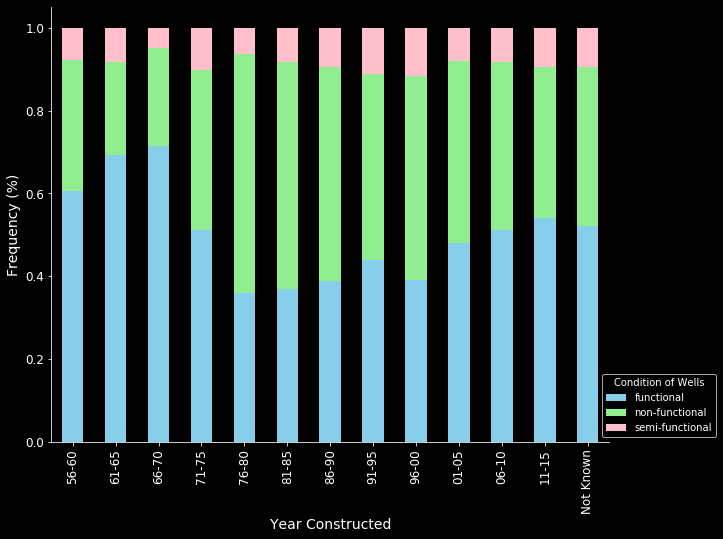 1.0
0.8
0.6
0.4
0.2
0.0
Frequency (%)
56-60
61-65
66-70
71-75
76-80
81-85
86-90
91-95
96-00
01-05
06-10
11-15
Not Known
Year Constructed
Condition of Wells
functional
non-functional
semi-functional